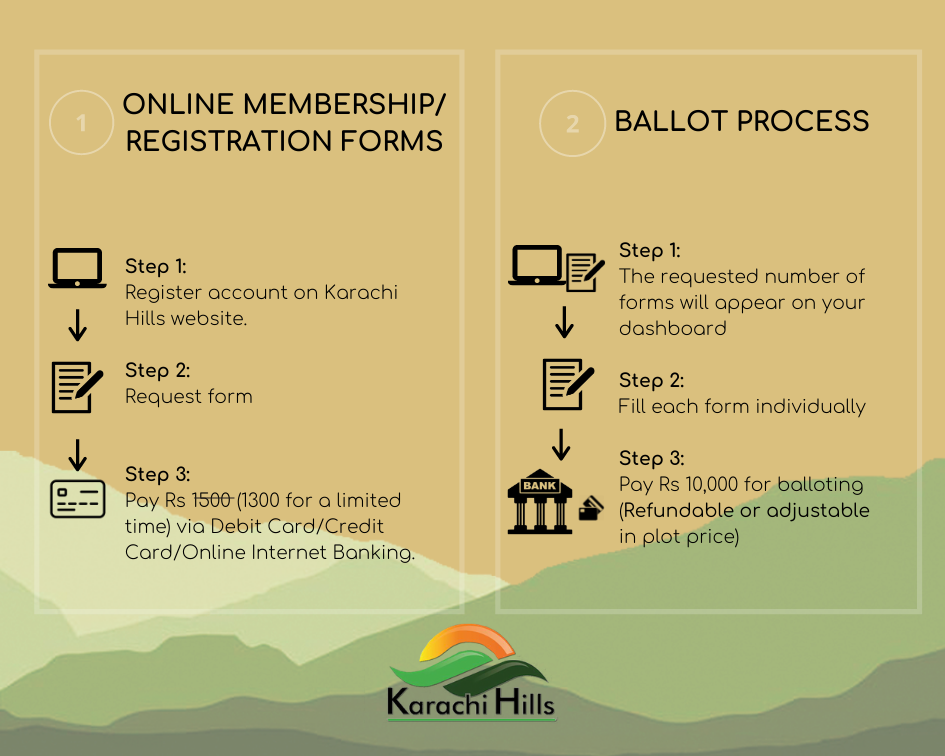 1
ONLINE MEMBERSHIP/
REGISTRATION FORMS
Step 1:
Register account on Karachi
Hills website.
Step 2:
Request form
Step 3:
Pay Rs 1500 (1300 for a limited
time) via Debit Card/Credit
Card/Online Internet Banking.
2
BALLOT PROCESS
Step 1:
The requested number of
forms will appear on your
dashboard
Step 2:
Fill each form individually
BANK
Step 3:
Pay Rs 10,000 for balloting
(Refundable or adjustable
in plot price)
Karachi Hills